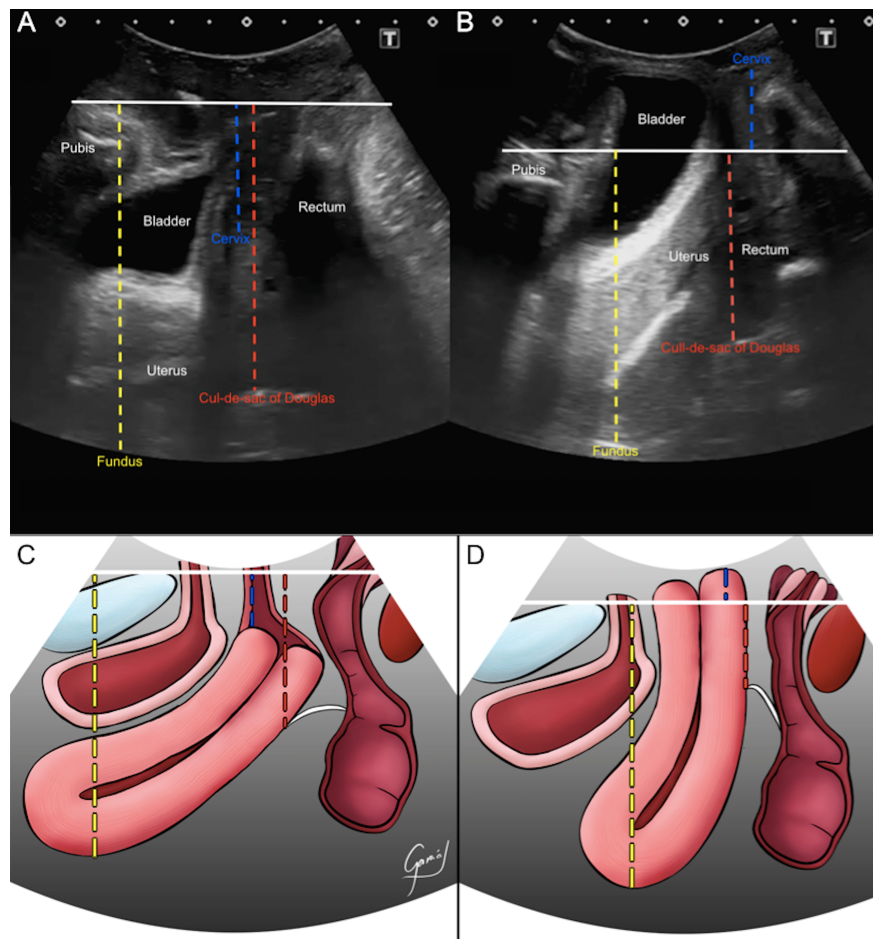 A
B
T
T
Cervix
Bladder
Pubis
Pubis
Bladder
Rectum
Cervix
Uterus
Rectum
Uterus
Cul-de-sac of Douglas
Cull-de-sac of Douglas
Fundus
Fundus
C
D